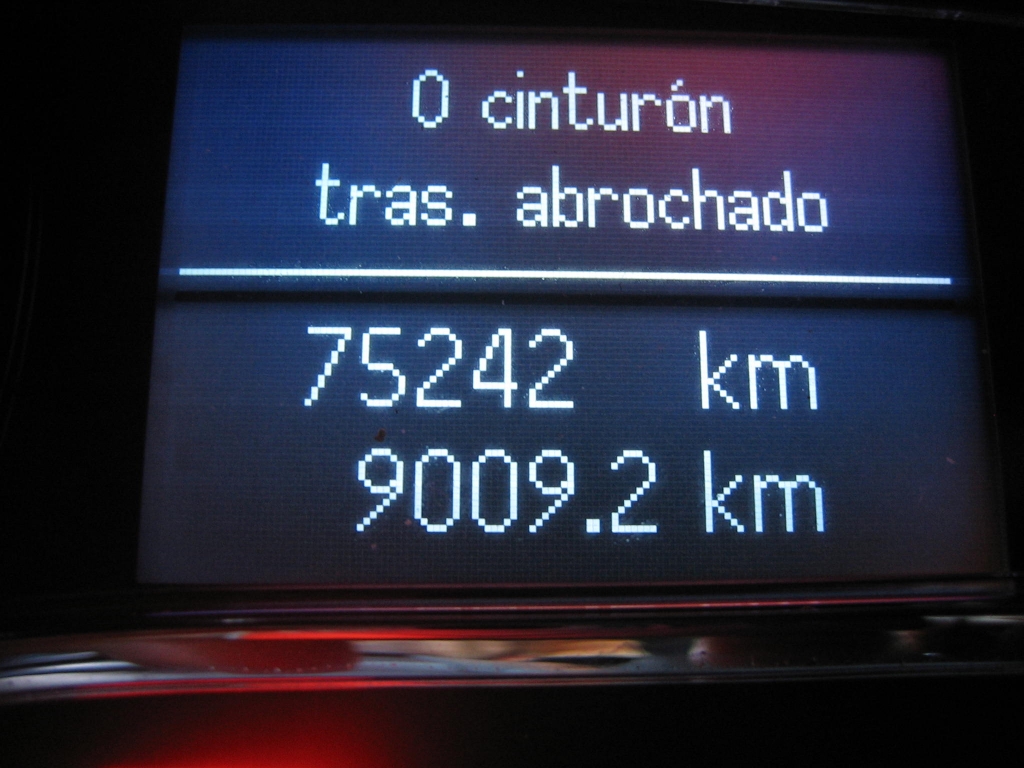 0 cinturón
tras. abrochado
75242 km
9009.2 km